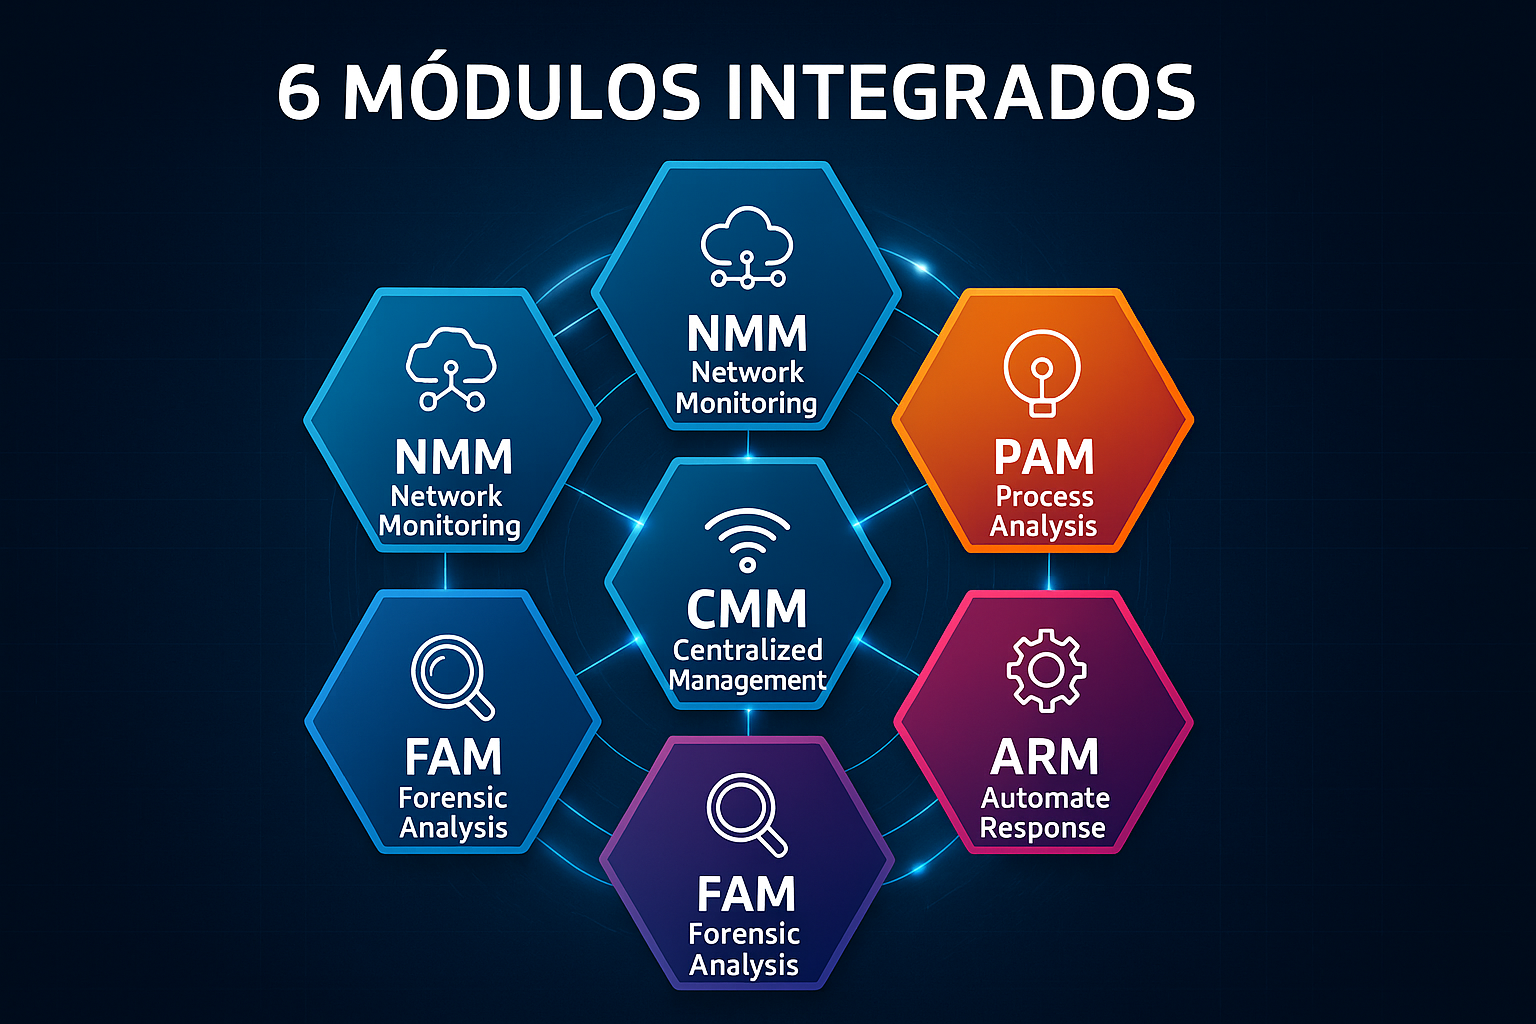 6 MÓDULOS INTEGRADOS
NMM
Network
Monitoring
NMM
Network
Monitoring
PAM
Process
Analysis
CMM
Centralized
Management
FAM
Forensic
Analysis
ARM
Automate
Response
FAM
Forensic
Analysis